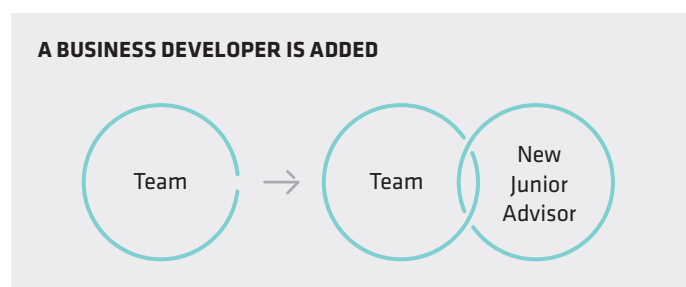 A BUSINESS DEVELOPER IS ADDED
Team
Team
New
Junior
Advisor